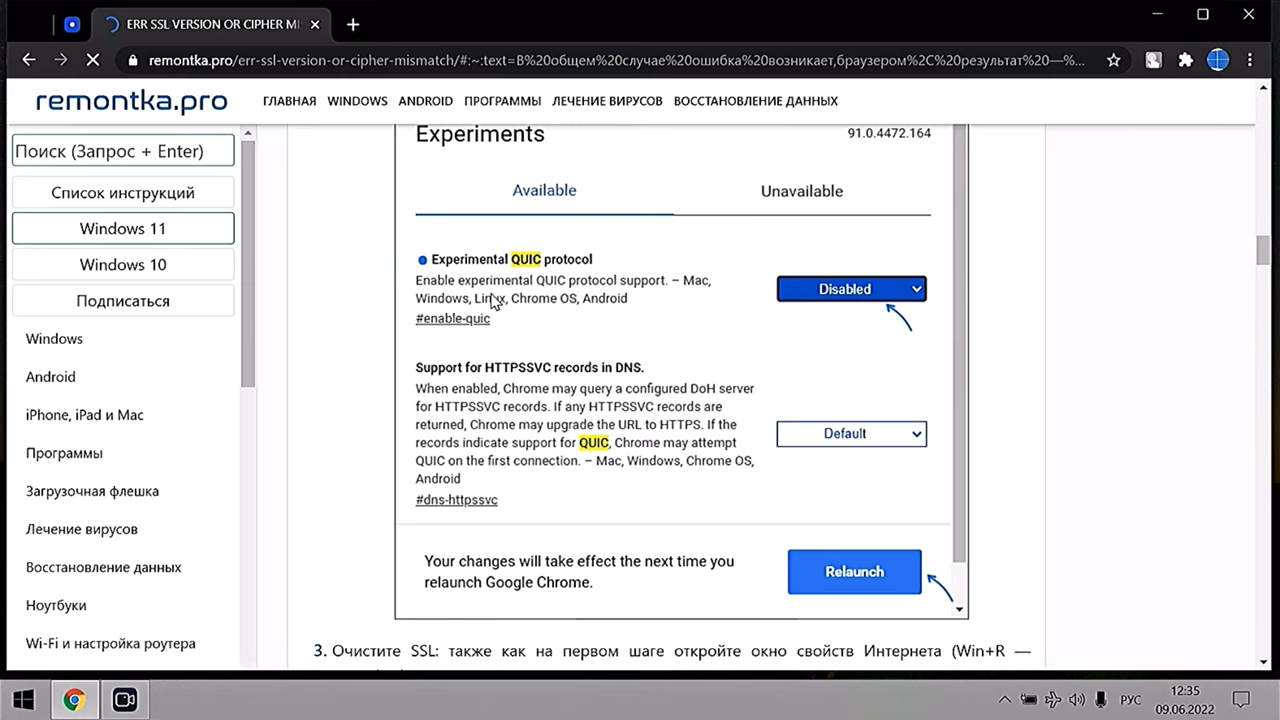 ERR SSL VERSION OR CIPHER MI
remontka.pro/err-ssl-version-or-cipher-mismatch/#:~:text=В%20общем%20случае%20ошибка%20возникает,браузером%2C%20результат%20—%...
remontka.pro
ГЛАВНАЯ WINDOWS ANDROID ПРОГРАММЫ ЛЕЧЕНИЕ ВИРУСОВ ВОССТАНОВЛЕНИЕ ДАННЫХ
Поиск (Запрос + Enter)
Список инструкций
Windows 11
Windows 10
Подписаться
Windows
Android
iPhone, iPad и Mac
Программы
Загрузочная флешка
Лечение вирусов
Восстановление данных
Ноутбуки
Wi-Fi и настройка роутера
Experiments
91.0.4472.164
Available
Unavailable
Experimental QUIC protocol
Enable experimental QUIC protocol support. – Mac,
Windows, Linux, Chrome OS, Android
#enable-quic
Disabled
Support for HTTPSSVC records in DNS.
When enabled, Chrome may query a configured DoH server
for HTTPSSVC records. If any HTTPSSVC records are
returned, Chrome may upgrade the URL to HTTPS. If the
records indicate support for QUIC, Chrome may attempt
QUIC on the first connection. – Mac, Windows, Chrome OS,
Android
#dns-httpssvc
Default
Your changes will take effect the next time you
relaunch Google Chrome.
Relaunch
3. Очистите SSL: также как на первом шаге откройте окно свойств Интернета (Win+R —
РУС
12:35
09.06.2022